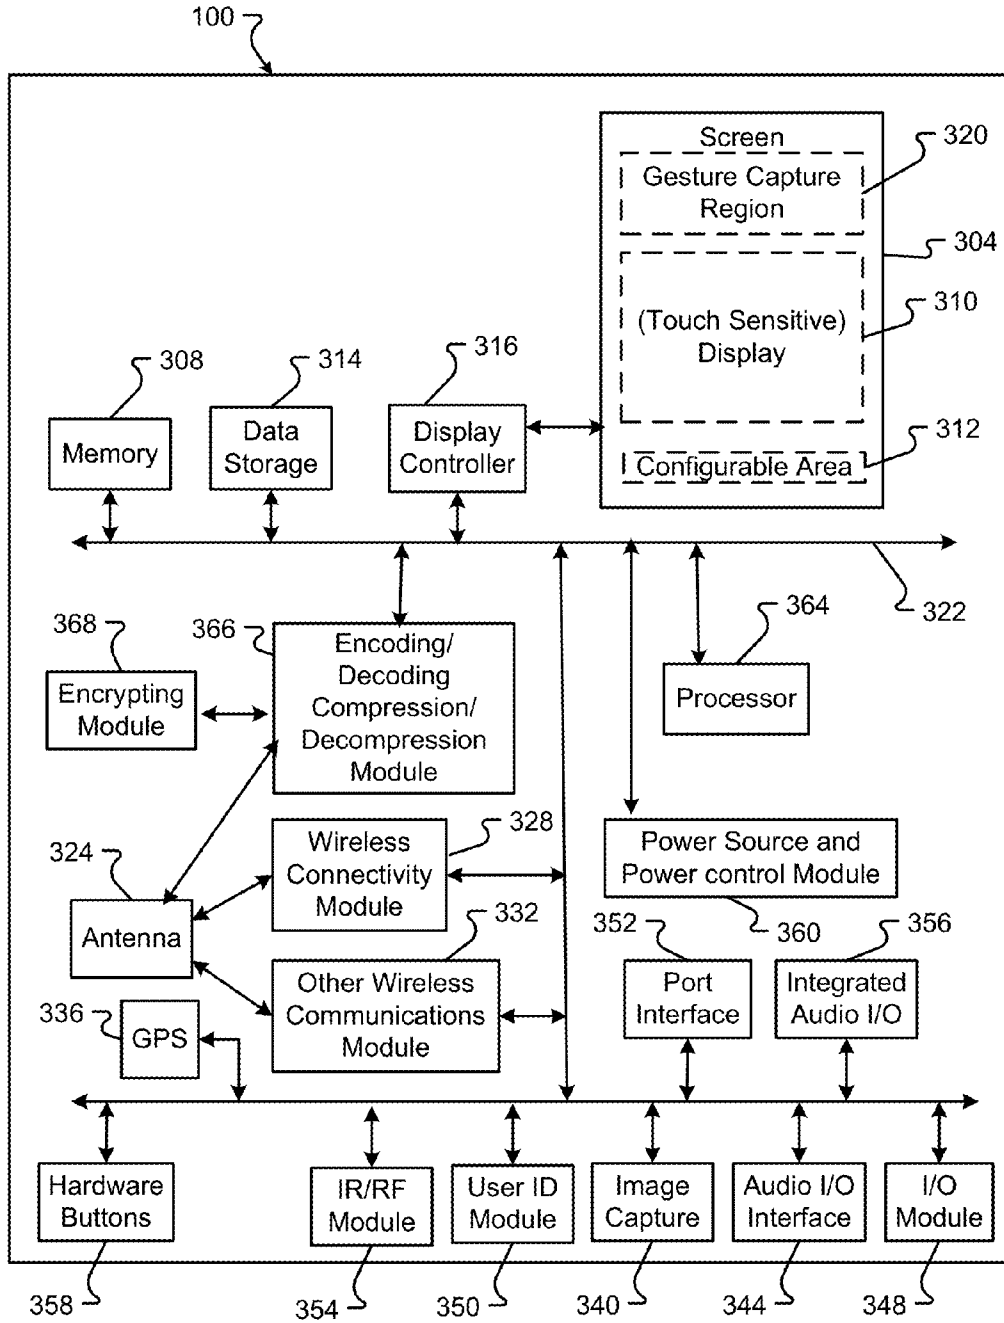 100
Screen
320
Gesture Capture
Region
304
310
(Touch Sensitive)
Display
308
314
316
312
Memory
Data
Storage
Display
Controller
Configurable Area
322
364
368
366
Encoding/
Decoding
Compression/
Decompression
Module
Encrypting
Module
Processor
324
Wireless
Connectivity
Module
328
Power Source and
Power control Module
360
Antenna
332
352
356
Other Wireless
Communications
Module
Port
Interface
Integrated
Audio I/O
336
GPS
Hardware
Buttons
IR/RF
Module
User ID
Module
Image
Capture
Audio I/O
Interface
I/O
Module
358
354
350
340
344
348